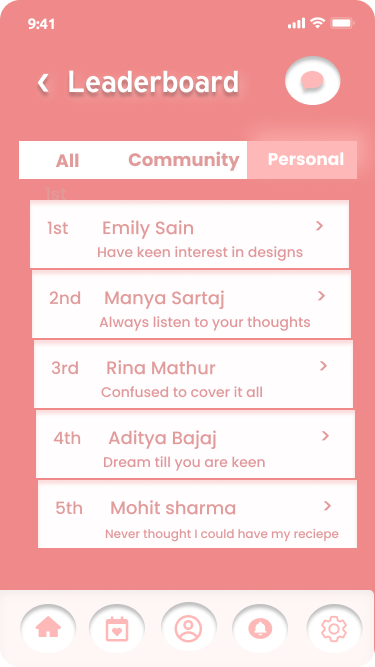 9:41
Leaderboard
All Community Personal
1st
1st Emily Sain
Have keen interest in designs
2nd Manya Sartaj
Always listen to your thoughts
3rd Rina Mathur
Confused to cover it all
4th Aditya Bajaj
Dream till you are keen
5th Mohit sharma
Never thought I could have my reciepe